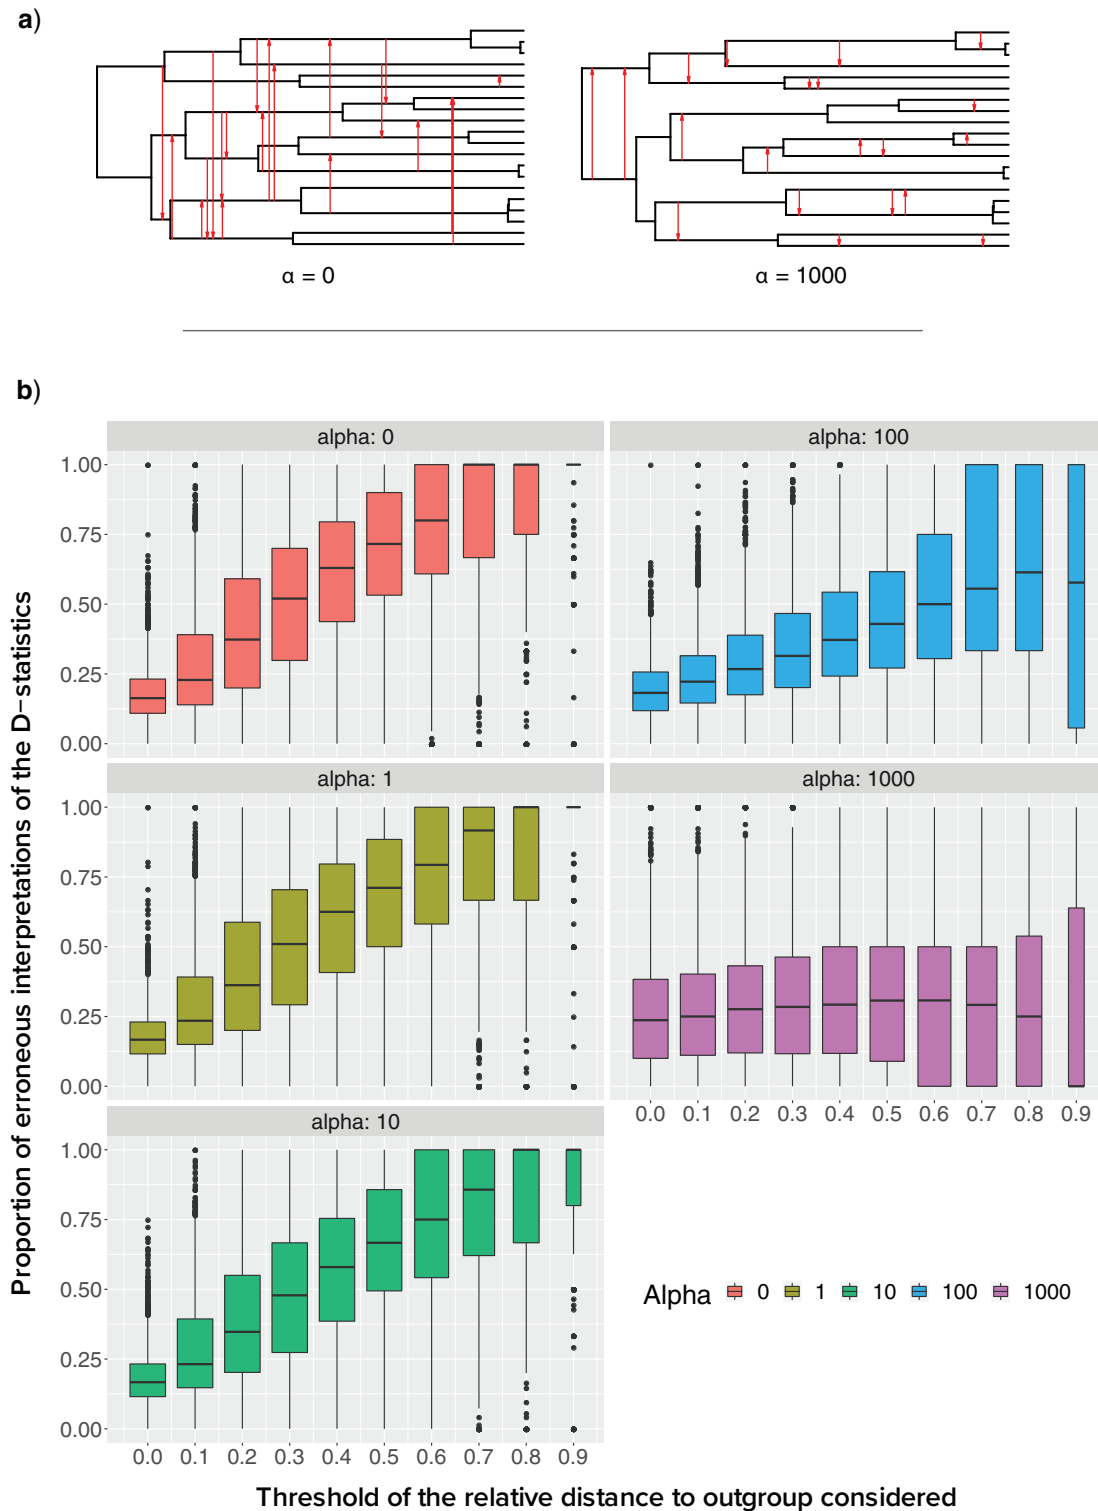 a)
α = 0
α = 1000
b)
Proportion of erroneous interpretations of the D−statistics
alpha: 0
alpha: 100
1.00
0.75
0.50
0.25
0.00
alpha: 1
alpha: 1000
1.00
0.75
0.50
0.25
0.00
0.0 0.1 0.2 0.3 0.4 0.5 0.6 0.7 0.8 0.9
alpha: 10
1.00
0.75
0.50
0.25
0.00
0.0 0.1 0.2 0.3 0.4 0.5 0.6 0.7 0.8 0.9
Alpha 0 1 10 100 1000
Threshold of the relative distance to outgroup considered